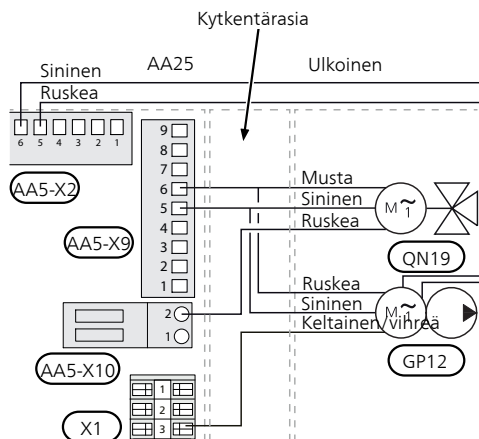 Kytkentärasia
Sininen AA25 Ulkoinen
Ruskea
6 5 4 3 2 1
AA5-X2
9
8
7
6
5
4
3
2
1
AA5-X9
Musta
Sininen
Ruskea
M ~ 1
QN19
Ruskea
Sininen
Keltainen/vihreä
M ~ 1
GP12
2
1
AA5-X10
1
2
3
X1